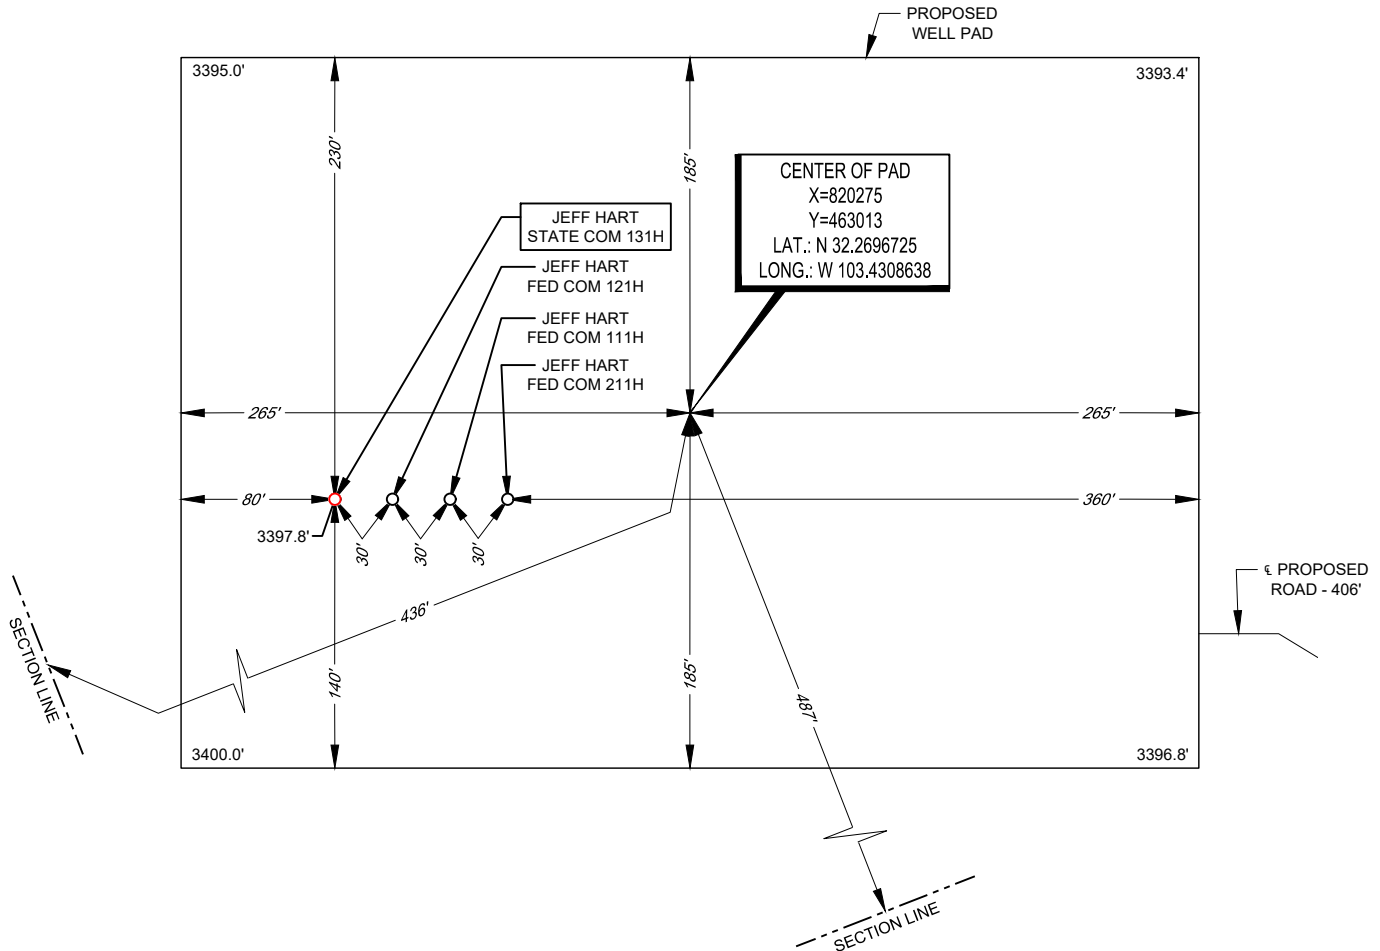 PROPOSED
WELL PAD
3395.0'
3393.4'
230'
185'
CENTER OF PAD
X=820275
Y=463013
LAT.: N 32.2696725
LONG.: W 103.4308638
JEFF HART
STATE COM 131H
JEFF HART
FED COM 121H
JEFF HART
FED COM 111H
JEFF HART
FED COM 211H
265'
265'
80'
360'
3397.8'
30'
30'
30'
℄ PROPOSED
ROAD - 406'
436'
SECTION LINE
140'
185'
487'
3400.0'
3396.8'
SECTION LINE